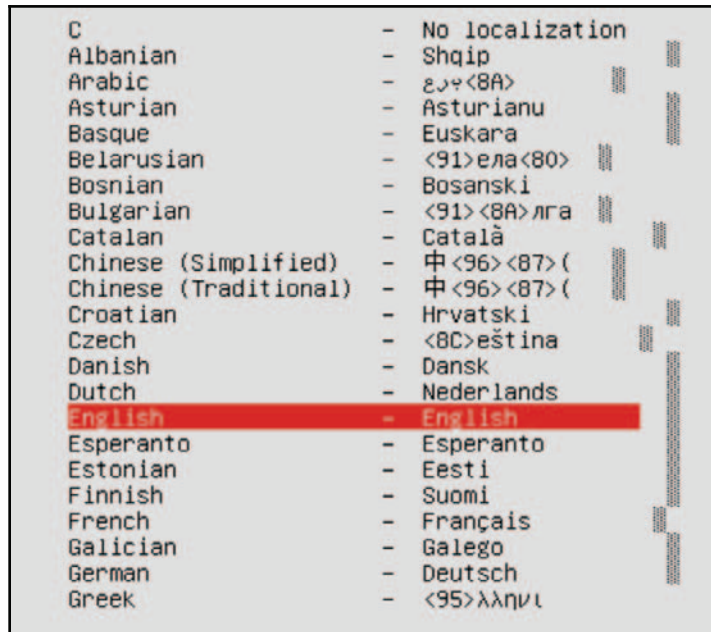 C - No localization
Albanian - Shqip
Arabic - عربي<8A>
Asturian - Asturianu
Basque - Euskara
Belarusian - <91>ела<80>
Bosnian - Bosanski
Bulgarian - <91><8A>лга
Catalan - Català
Chinese (Simplified) - 中<96><87>(
Chinese (Traditional) - 中<96><87>(
Croatian - Hrvatski
Czech - <8C>eština
Danish - Dansk
Dutch - Nederlands
English - English
Esperanto - Esperanto
Estonian - Eesti
Finnish - Suomi
French - Français
Galician - Galego
German - Deutsch
Greek - <95>λληνι